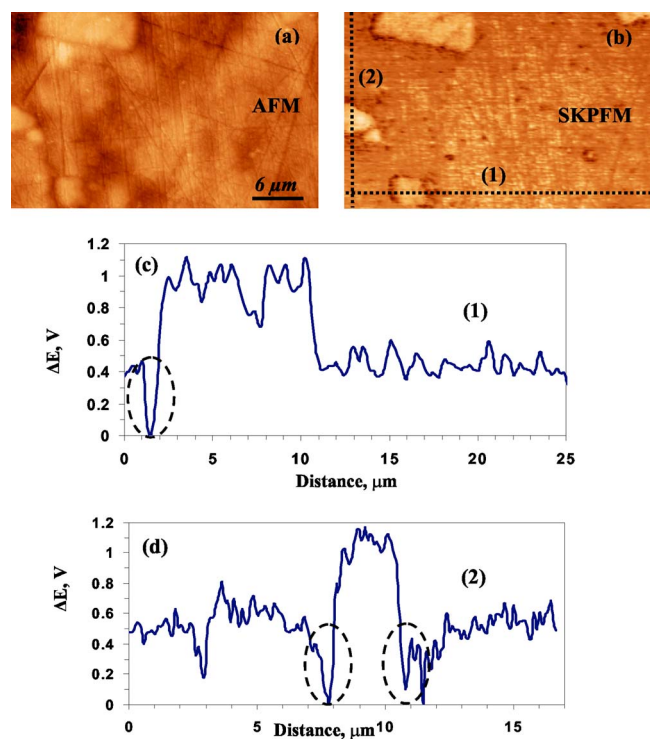 (a)
AFM
6 µm
(b)
(2)
SKPFM
(1)
(c)
(1)
1.2
1
0.8
0.6
0.4
0.2
0
ΔE, V
0 5 10 15 20 25
Distance, µm
(d)
(2)
1.2
1
0.8
0.6
0.4
0.2
0
ΔE, V
0 5 10 15
Distance, µm